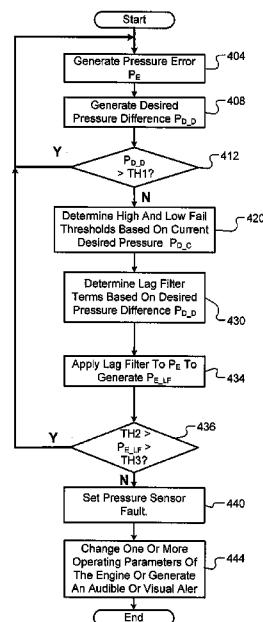 Start
Generate Pressure Error
PE
404
Generate Desired
Pressure Difference PD_D
408
Y
PD_D
> TH1?
412
N
Determine High And Low Fail
Thresholds Based On Current
Desired Pressure PD_C
420
Determine Lag Filter
Terms Based On Desired
Pressure Difference PD_D
430
Apply Lag Filter To PE To
Generate PE_LF
434
436
Y
TH2 >
PE_LF >
TH3?
N
Set Pressure Sensor
Fault.
440
Change One Or More
Operating Parameters Of
The Engine Or Generate
An Audible Or Visual Aler
444
End